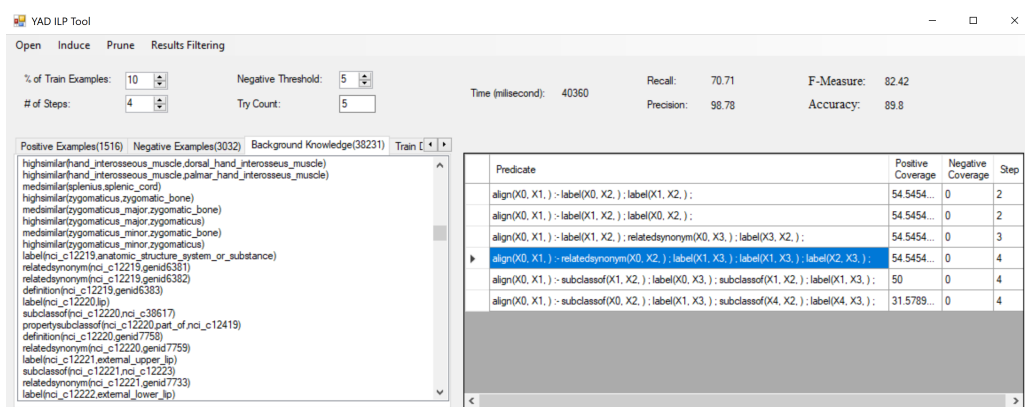 YAD ILP Tool
Open Induce Prune Results Filtering
% of Train Examples: 10 Negative Threshold: 5
# of Steps: 4 Try Count: 5
Time (milisecond): 40360
Recall: 70.71 F-Measure: 82.42
Precision: 98.78 Accuracy: 89.8
Positive Examples(1516) Negative Examples(3032) Background Knowledge(38231) Train D
highsimilar(hand_interosseous_muscle,dorsal_hand_interosseus_muscle)
highsimilar(hand_interosseous_muscle,palmar_hand_interosseus_muscle)
medsimilar(splenius,splenic_cord)
highsimilar(zygomaticus,zygomatic_bone)
medsimilar(zygomaticus_major,zygomatic_bone)
highsimilar(zygomaticus_major,zygomaticus)
medsimilar(zygomaticus_minor,zygomatic_bone)
highsimilar(zygomaticus_minor,zygomaticus)
label(nci_c12219,anatomic_structure_system_or_substance)
relatedsynonym(nci_c12219,genid6381)
relatedsynonym(nci_c12219,genid6382)
definition(nci_c12219,genid6383)
label(nci_c12220,lip)
subclassof(nci_c12220,nci_c38617)
propertysubclassof(nci_c12220,part_of,nci_c12419)
definition(nci_c12220,genid7758)
relatedsynonym(nci_c12220,genid7759)
label(nci_c12221,external_upper_lip)
subclassof(nci_c12221,nci_c12223)
relatedsynonym(nci_c12221,genid7733)
label(nci_c12222,external_lower_lip)
Predicate Positive Coverage Negative Coverage Step
align(X0, X1, ) :- label(X0, X2, ) ; label(X1, X2, ) ; 54.5454... 0 2
align(X0, X1, ) :- label(X1, X2, ) ; label(X0, X2, ) ; 54.5454... 0 2
align(X0, X1, ) :- label(X1, X2, ) ; relatedsynonym(X0, X3, ) ; label(X3, X2, ) ; 54.5454... 0 3
align(X0, X1, ) :- relatedsynonym(X0, X2, ) ; label(X1, X3, ) ; label(X1, X3, ) ; label(X2, X3, ) ; 54.5454... 0 4
align(X0, X1, ) :- subclassof(X1, X2, ) ; label(X0, X3, ) ; subclassof(X1, X2, ) ; label(X1, X3, ) ; 50 0 4
align(X0, X1, ) :- subclassof(X0, X2, ) ; label(X1, X3, ) ; subclassof(X4, X2, ) ; label(X4, X3, ) ; 31.5789... 0 4